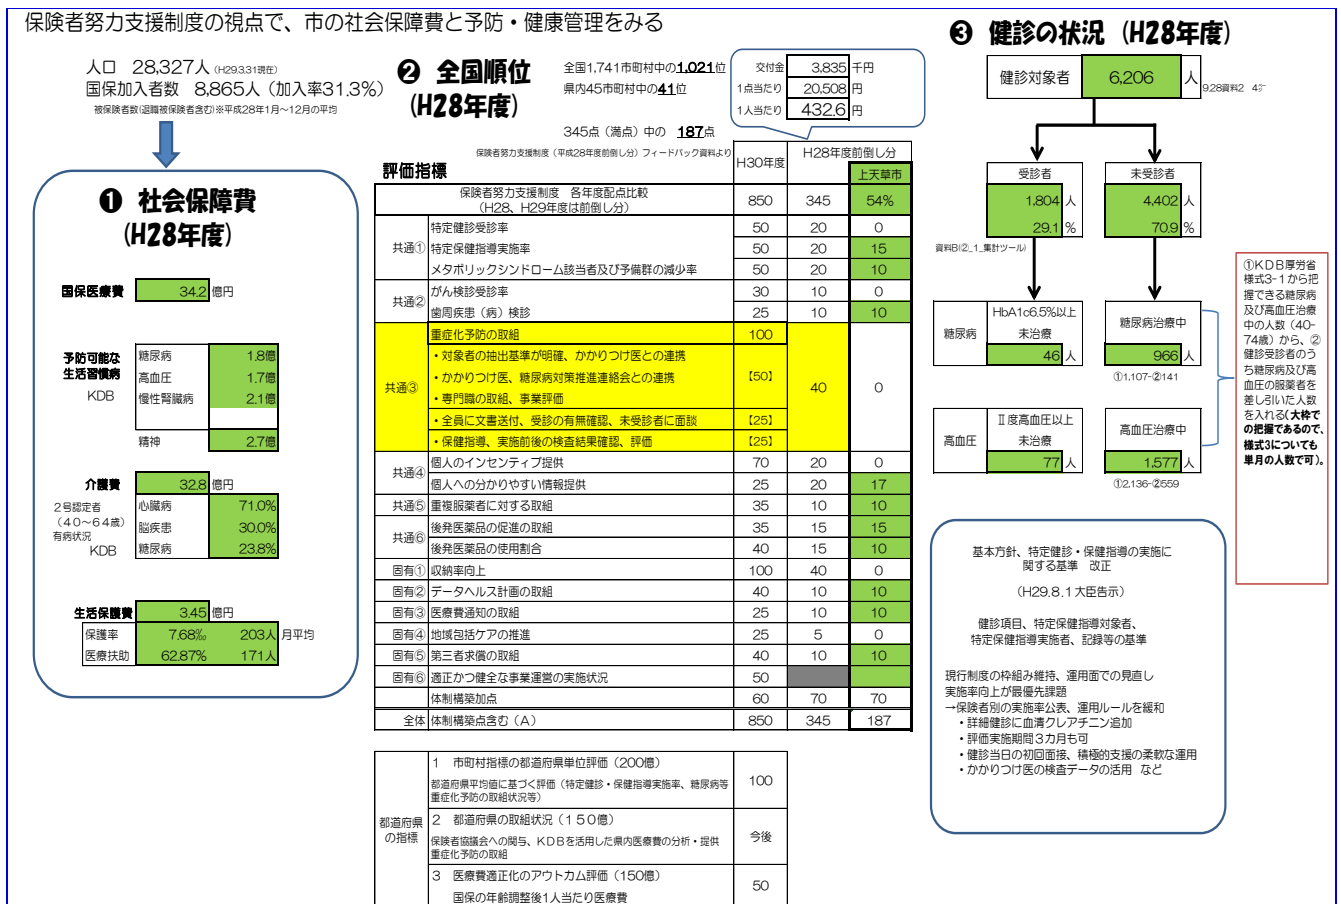 保険者努力支援制度の視点で、市の社会保障費と予防・健康管理をみる
人口 28,327人 (H29.3.31現在)
国保加入者数 8,865人（加入率31.3%）
被保険者数(退職被保険者含む)※平成28年1月～12月の平均
❶ 社会保障費
(H28年度)
国保医療費 34.2 億円
予防可能な
生活習慣病
KDB
糖尿病 1.8億
高血圧 1.7億
慢性腎臓病 2.1億
精神 2.7億
介護費 32.8 億円
2号認定者
（40～64歳）
有病状況
KDB
心臓病 71.0%
脳疾患 30.0%
糖尿病 23.8%
生活保護費 3.45 億円
保護率 7.68‰ 203人 月平均
医療扶助 62.87% 171人
❷ 全国順位
(H28年度)
全国1,741市町村中の1,021位
県内45市町村中の41位
345点（満点）中の 187点
交付金 3,835 千円
1点当たり 20,508 円
1人当たり 432.6 円
保険者努力支援制度（平成28年度前倒し分）フィードバック資料より
評価指標 H30年度 H28年度前倒し分
上天草市
保険者努力支援制度 各年度配点比較
（H28、H29年度は前倒し分） 850 345 54%
共通① 特定健診受診率 50 20 0
特定保健指導実施率 50 20 15
メタボリックシンドローム該当者及び予備群の減少率 50 20 10
共通② がん検診受診率 30 10 0
歯周疾患（病）検診 25 10 10
共通③ 重症化予防の取組 100 40 0
・対象者の抽出基準が明確、かかりつけ医との連携
・かかりつけ医、糖尿病対策推進連絡会との連携 【50】
・専門職の取組、事業評価
・全員に文書送付、受診の有無確認、未受診者に面談 【25】
・保健指導、実施前後の検査結果確認、評価 【25】
共通④ 個人のインセンティブ提供 70 20 0
個人への分かりやすい情報提供 25 20 17
共通⑤ 重複服薬者に対する取組 35 10 10
共通⑥ 後発医薬品の促進の取組 35 15 15
後発医薬品の使用割合 40 15 10
固有① 収納率向上 100 40 0
固有② データヘルス計画の取組 40 10 10
固有③ 医療費通知の取組 25 10 10
固有④ 地域包括ケアの推進 25 5 0
固有⑤ 第三者求償の取組 40 10 10
固有⑥ 適正かつ健全な事業運営の実施状況 50
体制構築加点 60 70 70
全体 体制構築点含む（A） 850 345 187
都道府県
の指標
1 市町村指標の都道府県単位評価（200億）
都道府県平均値に基づく評価（特定健診・保健指導実施率、糖尿病等
重症化予防の取組状況等）
100
2 都道府県の取組状況（150億）
保険者協議会への関与、KDBを活用した県内医療費の分析・提供
重症化予防の取組
今後
3 医療費適正化のアウトカム評価（150億）
国保の年齢調整後1人当たり医療費
50
❸ 健診の状況 (H28年度)
健診対象者 6,206 人
受診者 1,804 人
29.1 %
未受診者 4,402 人
70.9 %
資料B(②_1_集計ツール)
糖尿病
HbA1c6.5%以上
未治療
46 人
糖尿病治療中
966 人
①1,107-②141
高血圧
Ⅱ度高血圧以上
未治療
77 人
高血圧治療中
1,577 人
①2,136-②559
①KDB厚労省
様式3-1から把
握できる糖尿病
及び高血圧治療
中の人数（40-
74歳）から、②
健診受診者のう
ち糖尿病及び高
血圧の服薬者を
差し引いた人数
を入れる(大枠で
の把握であるので、
様式3についても
単月の人数で可)。
基本方針、特定健診・保健指導の実施に
関する基準 改正
（H29.8.1大臣告示）
健診項目、特定保健指導対象者、
特定保健指導実施者、記録等の基準
現行制度の枠組み維持、運用面での見直し
実施率向上が最優先課題
→保険者別の実施率公表、運用ルールを緩和
・詳細健診に血清クレアチニン追加
・評価実施期間3カ月も可
・健診当日の初回面接、積極的支援の柔軟な運用
・かかりつけ医の検査データの活用 など